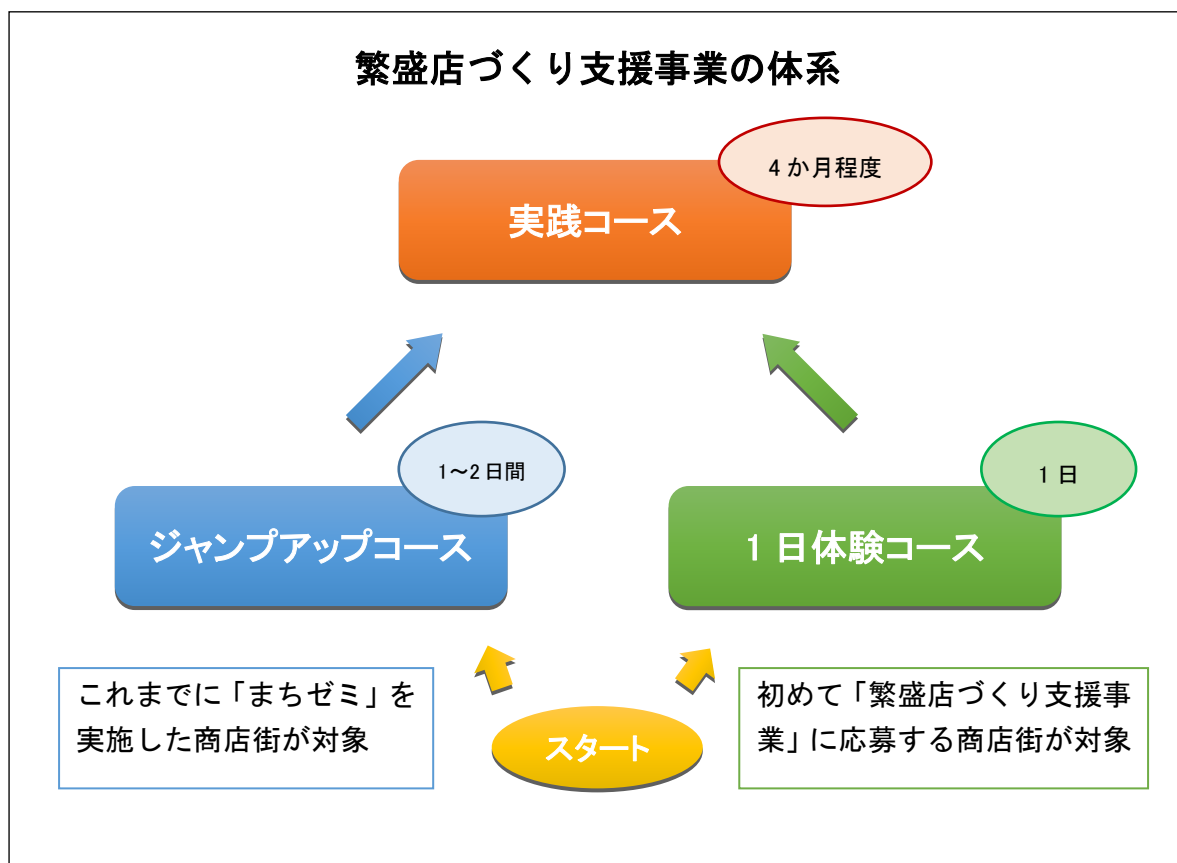 繁盛店づくり支援事業の体系
4か月程度
実践コース
1～2日間
1日
ジャンプアップコース
1日体験コース
これまでに「まちゼミ」を
実施した商店街が対象
スタート
初めて「繁盛店づくり支援事
業」に応募する商店街が対象